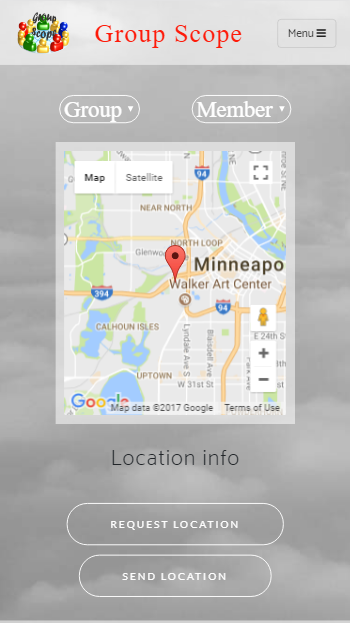 Group Scope
Group Scope
Menu
Group
Member
Map
Satellite
94
NEAR NORTH
NORTH LOOP
Glenwo
Minneapo
Walker Art Center
394
94
CALHOUN ISLES
Lyndale Ave S
Blaisdell Ave
E 24th S
UPTOWN
W 31st St
Google
Map data ©2017 Google
Terms of Use
Location info
REQUEST LOCATION
SEND LOCATION